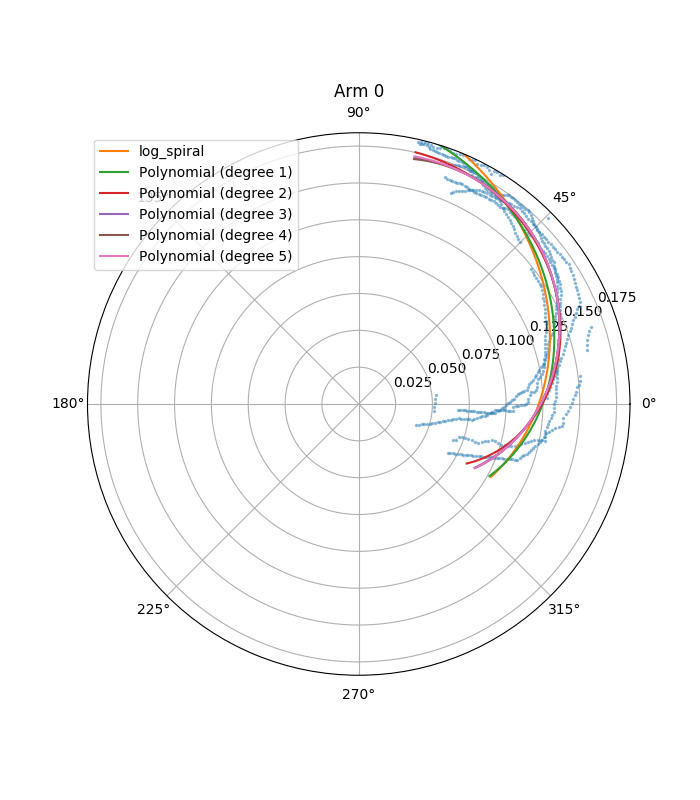 Arm 0
90°
log_spiral
Polynomial (degree 1)
Polynomial (degree 2)
Polynomial (degree 3)
Polynomial (degree 4)
Polynomial (degree 5)
45°
0.175
0.150
0.125
0.100
0.075
0.050
0.025
180°
0°
225°
315°
270°